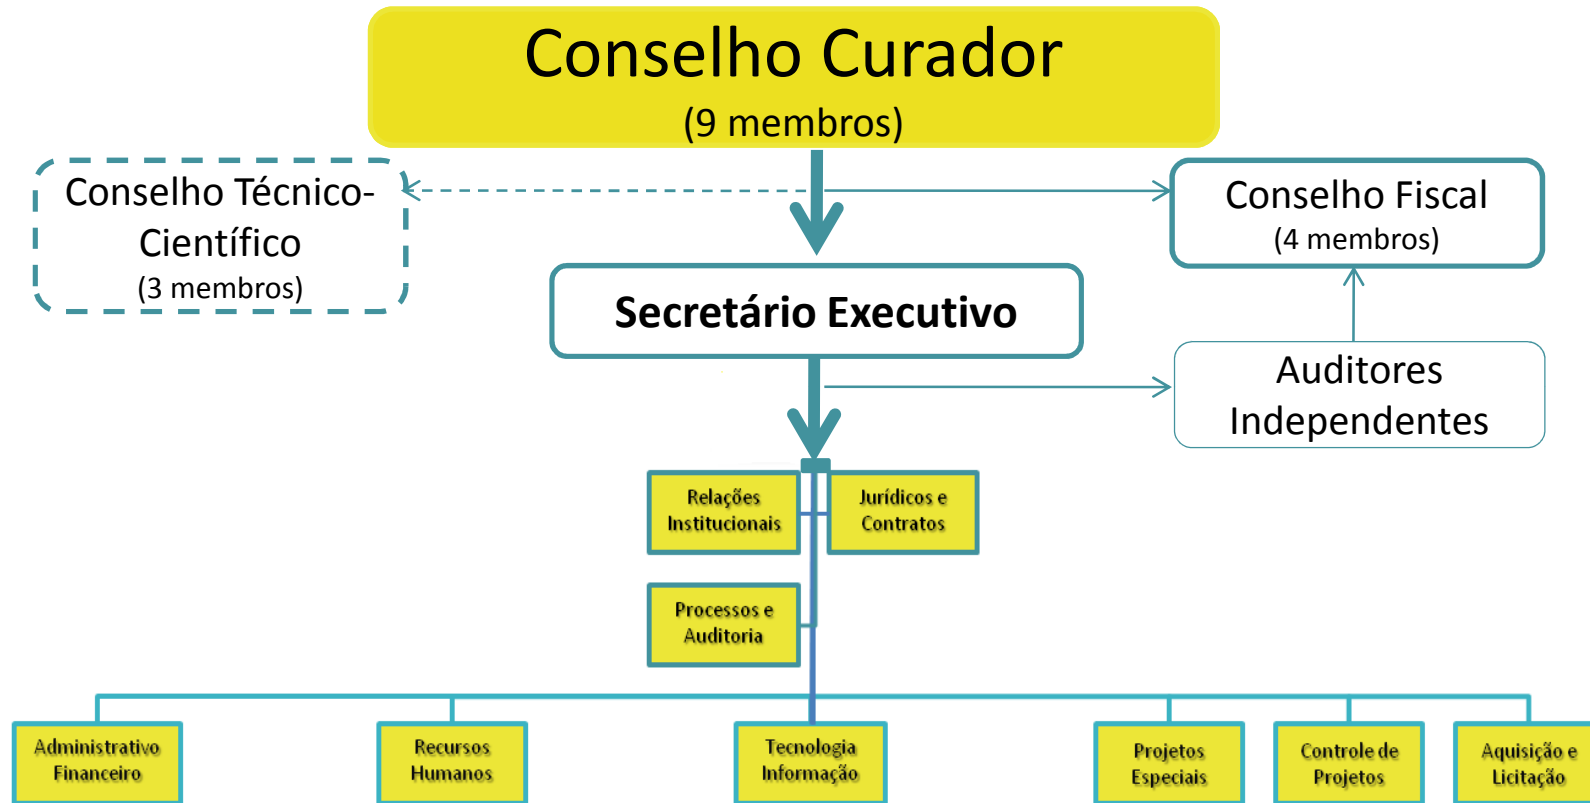 Conselho Curador
(9 membros)
Conselho Técnico-
Científico
(3 membros)
Conselho Fiscal
(4 membros)
Secretário Executivo
Auditores
Independentes
Relações
Institucionais
Jurídicos e
Contratos
Processos e
Auditoria
Administrativo
Financeiro
Recursos
Humanos
Tecnologia
Informação
Projetos
Especiais
Controle de
Projetos
Aquisição e
Licitação